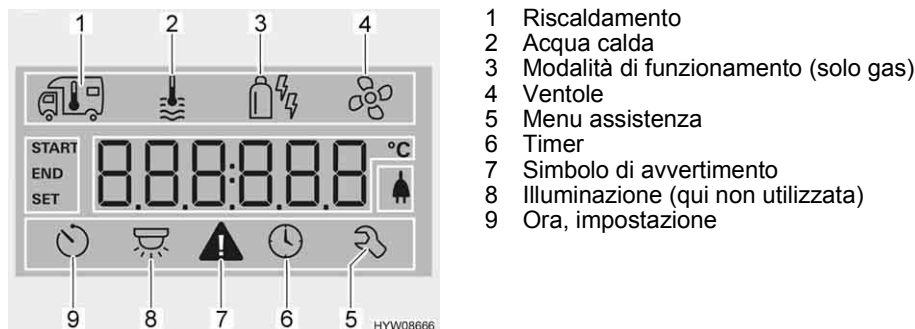 1 2 3 4
START
END
SET
888:888
°C
9 8 7 6 5
HYW08666
1 Riscaldamento
2 Acqua calda
3 Modalità di funzionamento (solo gas)
4 Ventole
5 Menu assistenza
6 Timer
7 Simbolo di avvertimento
8 Illuminazione (qui non utilizzata)
9 Ora, impostazione